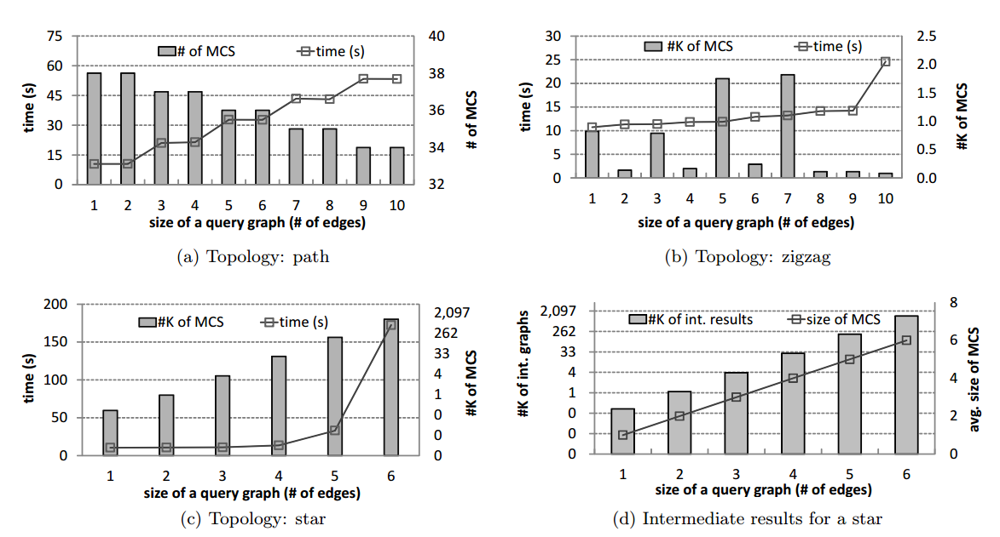 75
60
45
30
15
0
time (s)
# of MCS
time (s)
40
38
36
34
32
# of MCS
1 2 3 4 5 6 7 8 9 10
size of a query graph (# of edges)
(a) Topology: path
30
25
20
15
10
5
0
time (s)
#K of MCS
time (s)
2.5
2.0
1.5
1.0
0.5
0.0
#K of MCS
1 2 3 4 5 6 7 8 9 10
size of a query graph (# of edges)
(b) Topology: zigzag
200
150
100
50
0
time (s)
#K of MCS
time (s)
2,097
262
33
4
1
0
0
0
#K of MCS
1 2 3 4 5 6
size of a query graph (# of edges)
(c) Topology: star
2,097
262
33
4
1
0
0
0
#K of int. graphs
#K of int. results
size of MCS
8
6
4
2
0
avg. size of MCS
1 2 3 4 5 6
size of a query graph (# of edges)
(d) Intermediate results for a star